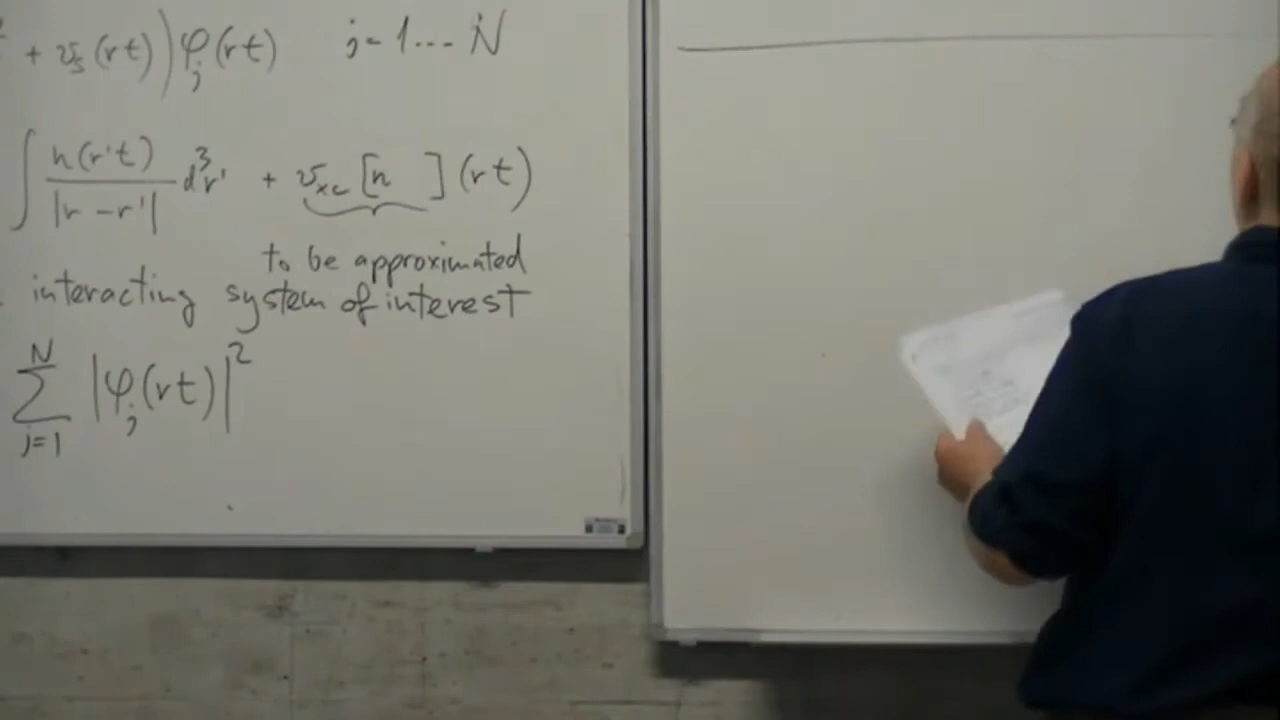 + v_s(rt)) φ_j(rt)   j = 1 ... N
∫ n(r't) / |r - r'| d³r' + v_xc [n   ] (rt)
to be approximated
interacting system of interest
∑_{j=1}^{N} |φ_j(rt)|²